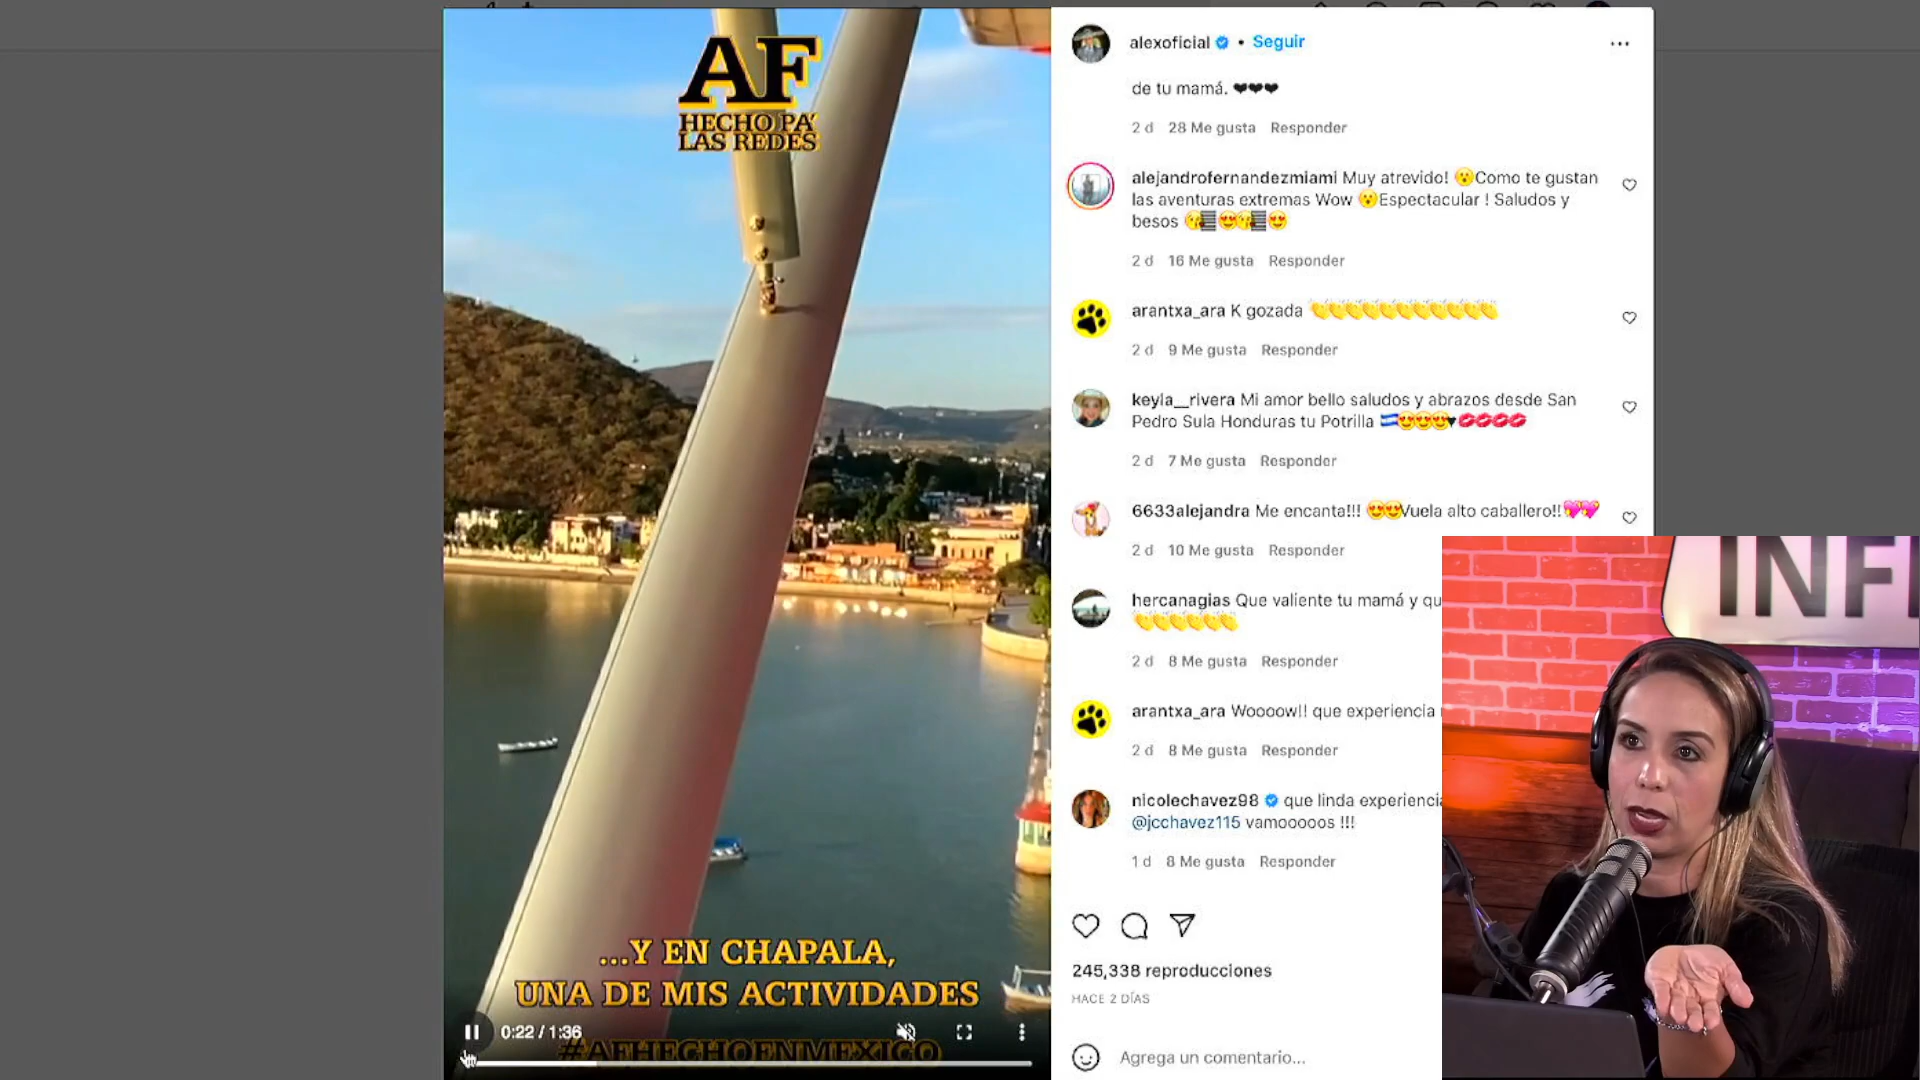 AF
HECHO PA'
LAS REDES
...Y EN CHAPALA,
UNA DE MIS ACTIVIDADES
0:22 / 1:36
#AFHECHOENMEXICO
alexoficial • Seguir
de tu mamá. ❤❤❤
2 d 28 Me gusta Responder
alejandrofernandezmiami Muy atrevido! 😮Como te gustan
las aventuras extremas Wow 😮Espectacular ! Saludos y
besos
2 d 16 Me gusta Responder
arantxa_ara K gozada 👏👏👏👏👏👏👏👏👏👏👏
2 d 9 Me gusta Responder
keyla__rivera Mi amor bello saludos y abrazos desde San
Pedro Sula Honduras tu Potrilla 🇭🇳😍😍😍♥💋💋💋💋
2 d 7 Me gusta Responder
6633alejandra Me encanta!!! 😍😍Vuela alto caballero!!💖💖
2 d 10 Me gusta Responder
hercanagias Que valiente tu mamá y qu
👏👏👏👏👏👏
2 d 8 Me gusta Responder
arantxa_ara Woooow!! que experiencia
2 d 8 Me gusta Responder
nicolechavez98 que linda experiencia
@jcchavez115 vamooooos !!!
1 d 8 Me gusta Responder
245,338 reproducciones
HACE 2 DÍAS
Agrega un comentario...
INF